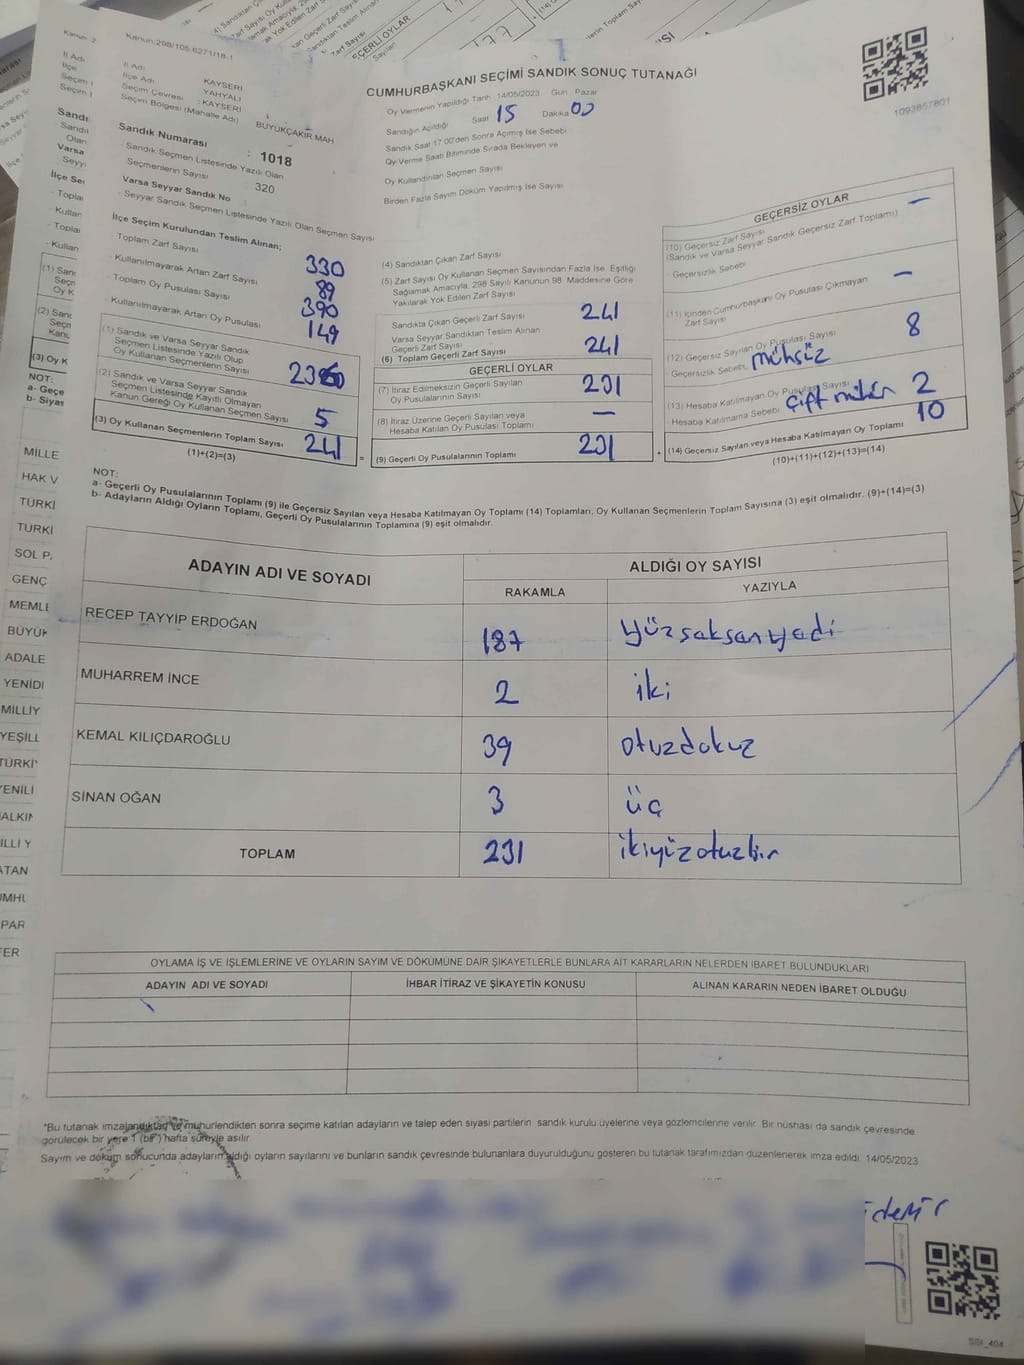 Kanun:298/105-6271/18.1
İl Adı KAYSERİ
İlçe Adı YAHYALI
Seçim Çevresi : KAYSERİ
Seçim Bölgesi (Mahalle Adı) BÜYÜKÇAKIR MAH
Sandık Numarası : 1018
Sandık Seçmen Listesinde Yazılı Olan
Seçmenlerin Sayısı : 320
Varsa Seyyar Sandık No
Seyyar Sandık Seçmen Listesinde Yazılı Olan Seçmen Sayısı
CUMHURBAŞKANI SEÇİMİ SANDIK SONUÇ TUTANAĞI
Oy Vermenin Yapıldığı Tarih 14/05/2023 Gün : Pazar
Sandığın Açıldığı Saat 15 Dakika 00
Sandık Saat 17:00'den Sonra Açılmış İse Sebebi
Oy Verme Saati Bitiminde Sırada Bekleyen ve
Oy Kullandırılan Seçmen Sayısı
Birden Fazla Sayım Döküm Yapılmış İse Sayısı
1093857801
İlçe Seçim Kurulundan Teslim Alınan;
Toplam Zarf Sayısı 330
Kullanılmayarak Artan Zarf Sayısı 89
Toplam Oy Pusulası Sayısı 390
Kullanılmayarak Artan Oy Pusulası 149
(1) Sandık ve Varsa Seyyar Sandık
Seçmen Listesinde Yazılı Olup
Oy Kullanan Seçmenlerin Sayısı
(2) Sandık ve Varsa Seyyar Sandık
Seçmen Listesinde Kayıtlı Olmayan
Kanun Gereği Oy Kullanan Seçmen Sayısı 5
(3) Oy Kullanan Seçmenlerin Toplam Sayısı 241
(1)+(2)=(3)
(4) Sandıktan Çıkan Zarf Sayısı
(5) Zarf Sayısı Oy Kullanan Seçmen Sayısından Fazla İse, Eşitliği
Sağlamak Amacıyla, 298 Sayılı Kanunun 98. Maddesine Göre
Yakılarak Yok Edilen Zarf Sayısı
Sandıkta Çıkan Geçerli Zarf Sayısı 241
Varsa Seyyar Sandıktan Teslim Alınan
Geçerli Zarf Sayısı
(6) Toplam Geçerli Zarf Sayısı 241
GEÇERLİ OYLAR
(7) İtiraz Edilmeksizin Geçerli Sayılan
Oy Pusulalarının Sayısı 231
(8) İtiraz Üzerine Geçerli Sayılan veya
Hesaba Katılan Oy Pusulası Toplamı —
(9) Geçerli Oy Pusulalarının Toplamı 231
GEÇERSİZ OYLAR
(10) Geçersiz Zarf Sayısı —
(Sandık ve Varsa Seyyar Sandık Geçersiz Zarf Toplamı)
Geçersizlik Sebebi
(11) İçinden Cumhurbaşkanı Oy Pusulası Çıkmayan
Zarf Sayısı —
(12) Geçersiz Sayılan Oy Pusulası Sayısı 8
Geçersizlik Sebebi, mühsiz
(13) Hesaba Katılmayan Oy Pusulası Sayısı 2
Hesaba Katılmama Sebebi çift mühür
(14) Geçersiz Sayılan veya Hesaba Katılmayan Oy Toplamı 10
(10)+(11)+(12)+(13)=(14)
NOT:
a- Geçerli Oy Pusulalarının Toplamı (9) ile Geçersiz Sayılan veya Hesaba Katılmayan Oy Toplamı (14) Toplamları, Oy Kullanan Seçmenlerin Toplam Sayısına (3) eşit olmalıdır. (9)+(14)=(3)
b- Adayların Aldığı Oyların Toplamı, Geçerli Oy Pusulalarının Toplamına (9) eşit olmalıdır.
ADAYIN ADI VE SOYADI ALDIĞI OY SAYISI
RAKAMLA YAZIYLA
RECEP TAYYİP ERDOĞAN 187 yüzseksenyedi
MUHARREM İNCE 2 iki
KEMAL KILIÇDAROĞLU 39 otuzdokuz
SİNAN OĞAN 3 üç
TOPLAM 231 ikiyüzotuzbir
OYLAMA İŞ VE İŞLEMLERİNE VE OYLARIN SAYIM VE DÖKÜMÜNE DAİR ŞİKAYETLERLE BUNLARA AİT KARARLARIN NELERDEN İBARET BULUNDUKLARI
ADAYIN ADI VE SOYADI İHBAR İTİRAZ VE ŞİKAYETİN KONUSU ALINAN KARARIN NEDEN İBARET OLDUĞU
*Bu tutanak imzalandıktan ve mühürlendikten sonra seçime katılan adayların ve talep eden siyasi partilerin sandık kurulu üyelerine veya gözlemcilerine verilir. Bir nüshası da sandık çevresinde
görülecek bir yere 1 (bir) hafta süreyle asılır.
Sayım ve döküm sonucunda adayların aldığı oyların sayılarını ve bunların sandık çevresinde bulunanlara duyurulduğunu gösteren bu tutanak tarafımızdan düzenlenerek imza edildi. 14/05/2023